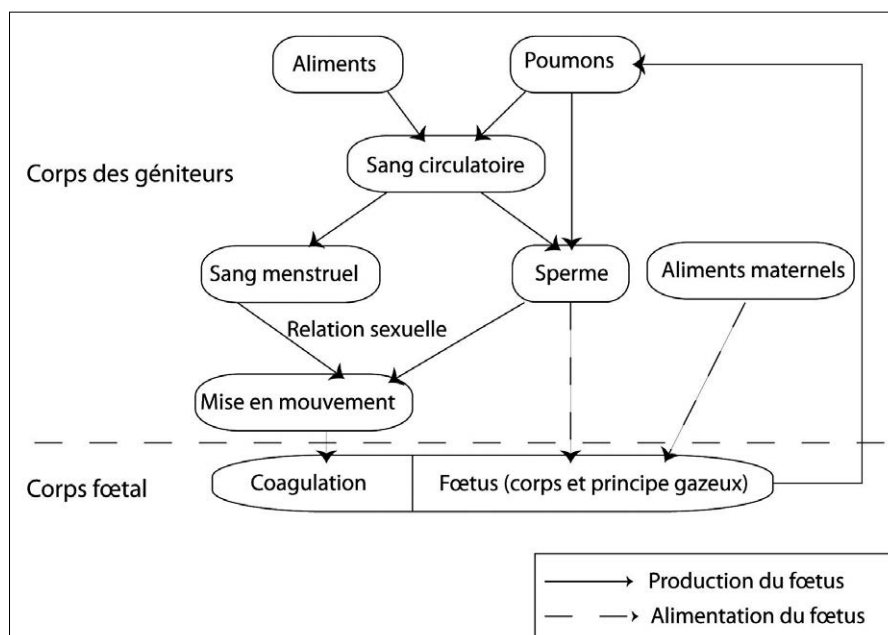 Aliments
Poumons
Corps des géniteurs
Sang circulatoire
Sang menstruel
Sperme
Aliments maternels
Relation sexuelle
Mise en mouvement
Corps fœtal
Coagulation
Fœtus (corps et principe gazeux)
Production du fœtus
Alimentation du fœtus